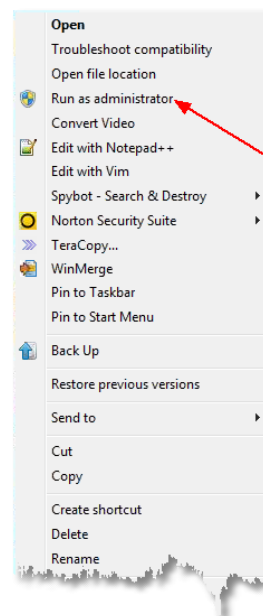 Open
Troubleshoot compatibility
Open file location
Run as administrator
Convert Video
Edit with Notepad++
Edit with Vim
Spybot - Search & Destroy
Norton Security Suite
TeraCopy...
WinMerge
Pin to Taskbar
Pin to Start Menu
Back Up
Restore previous versions
Send to
Cut
Copy
Create shortcut
Delete
Rename